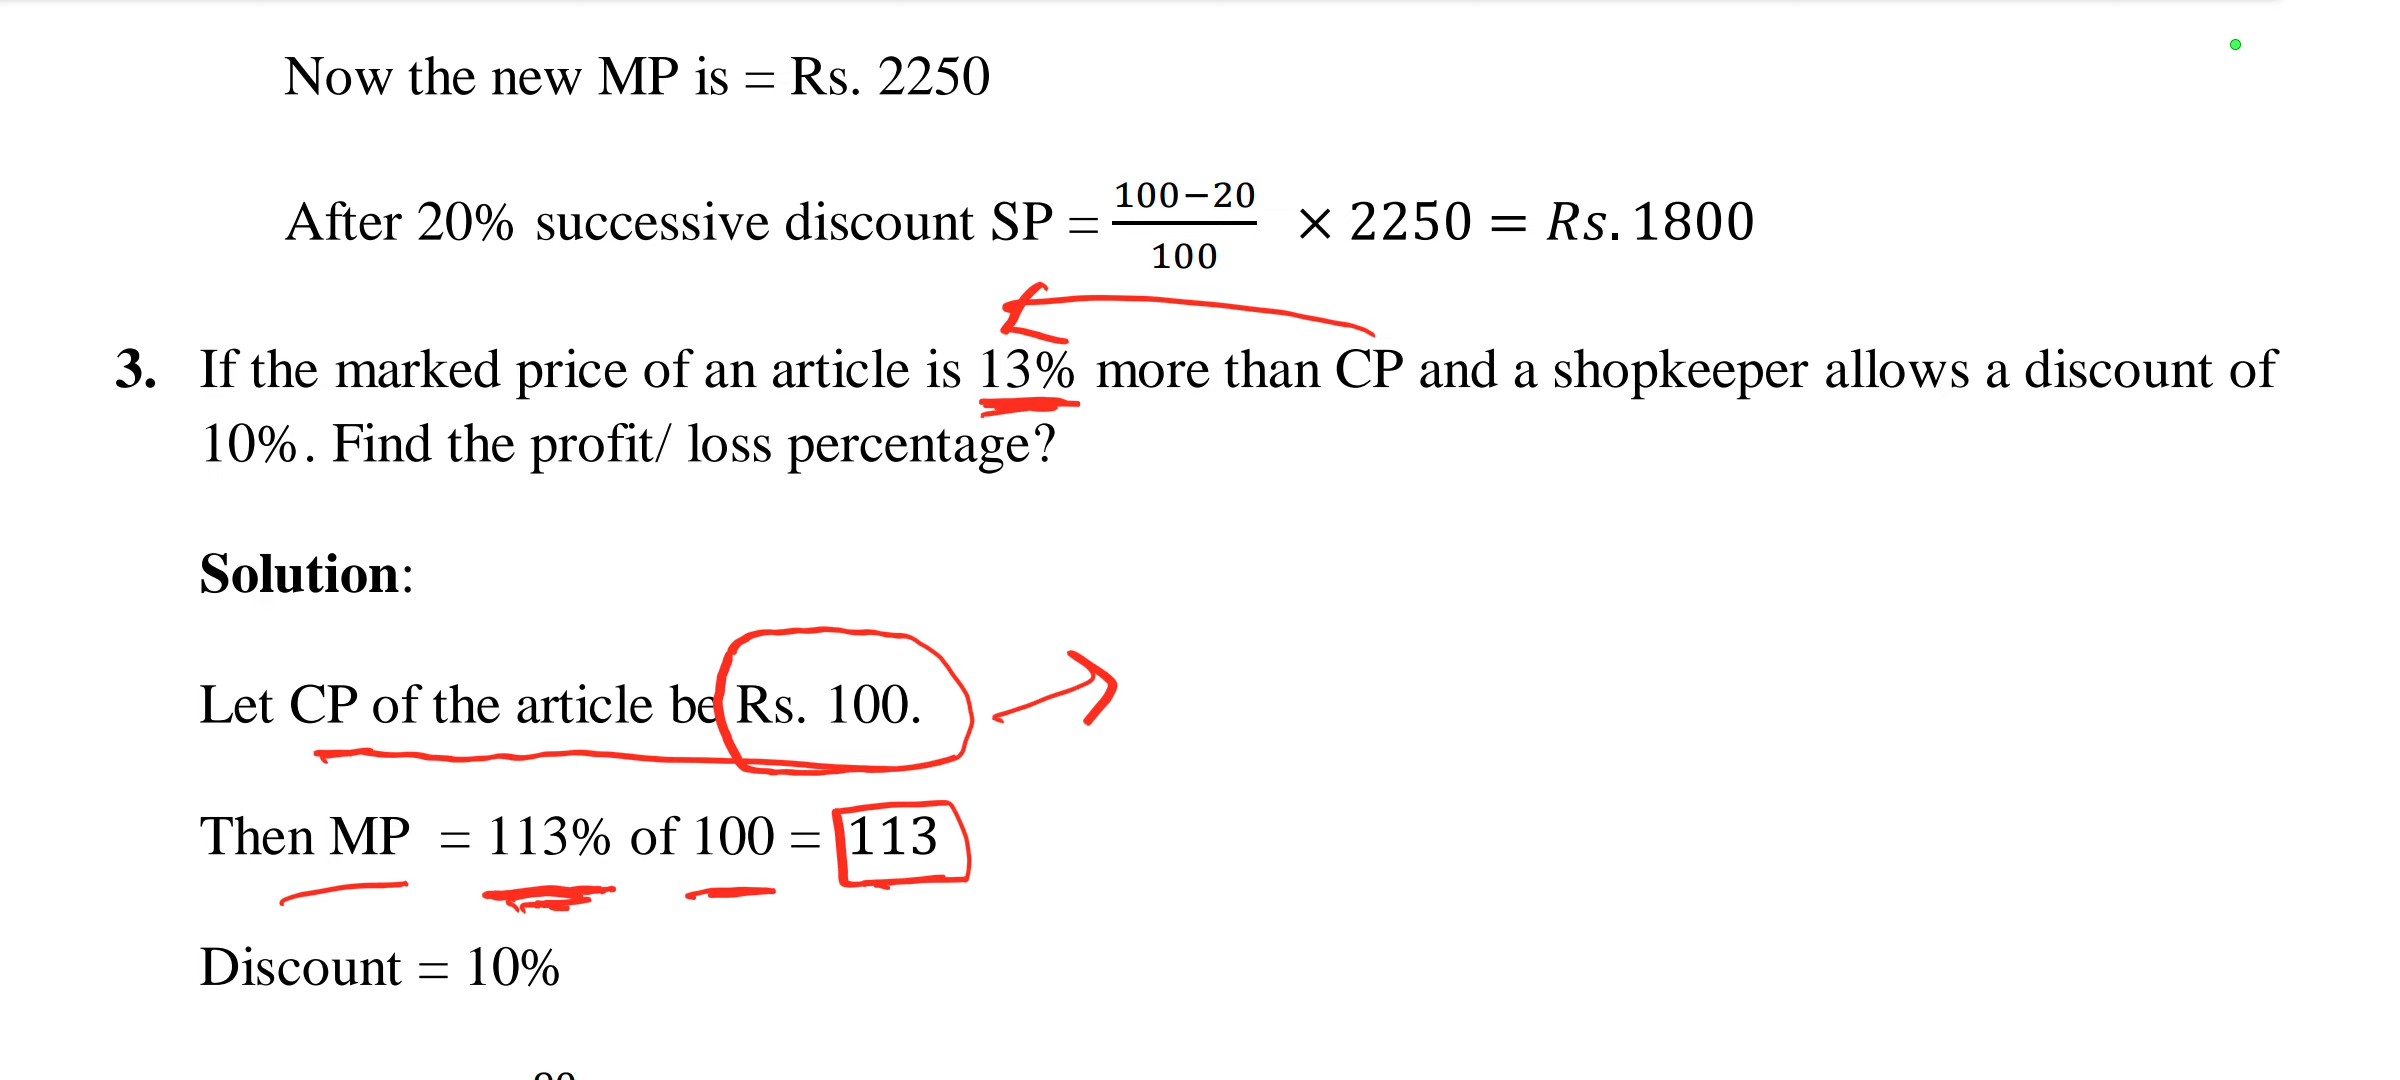 Now the new MP is = Rs. 2250
After 20% successive discount SP = (100−20)/100 × 2250 = Rs. 1800
3. If the marked price of an article is 13% more than CP and a shopkeeper allows a discount of
10%. Find the profit/ loss percentage?
Solution:
Let CP of the article be Rs. 100.
Then MP = 113% of 100 = 113
Discount = 10%